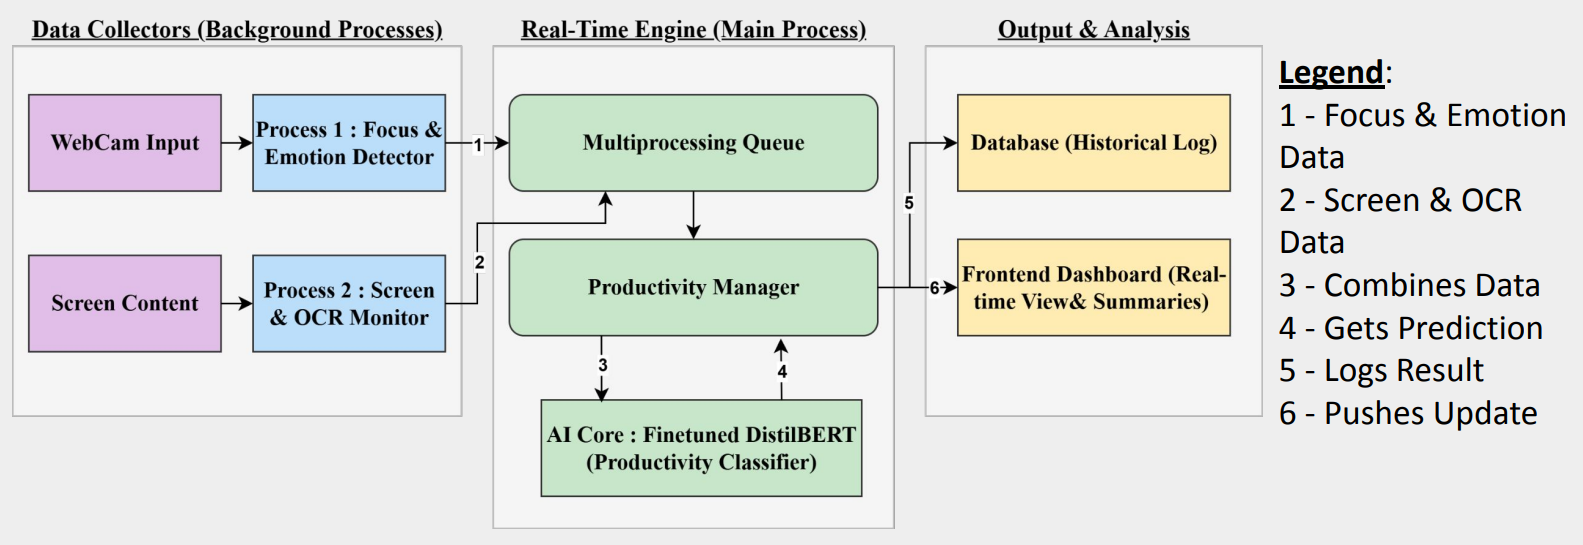 Data Collectors (Background Processes)
Real-Time Engine (Main Process)
Output & Analysis
WebCam Input
Process 1 : Focus &
Emotion Detector
1
Multiprocessing Queue
Database (Historical Log)
Screen Content
Process 2 : Screen
& OCR Monitor
2
Productivity Manager
5
6
Frontend Dashboard (Real-
time View& Summaries)
3
4
AI Core : Finetuned DistilBERT
(Productivity Classifier)
Legend:
1 - Focus & Emotion
Data
2 - Screen & OCR
Data
3 - Combines Data
4 - Gets Prediction
5 - Logs Result
6 - Pushes Update